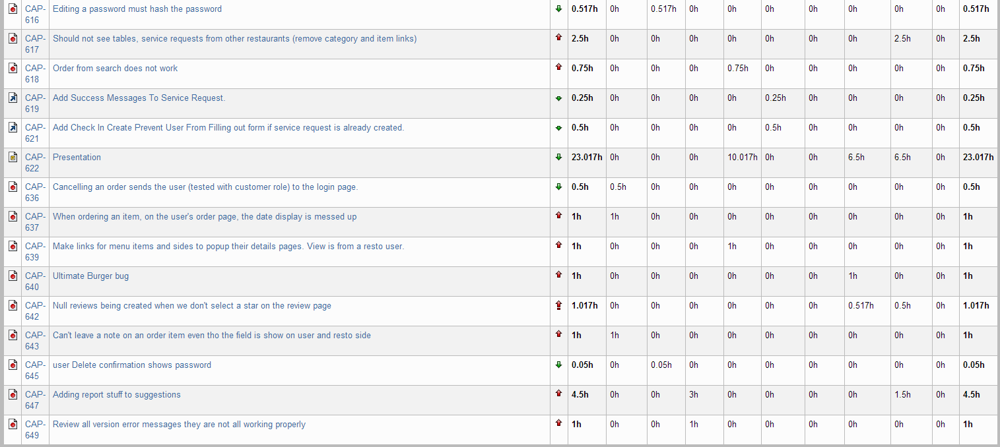 CAP- Editing a password must hash the password 0.517h 0h 0.517h 0h 0h 0h 0h 0h 0h 0h 0.517h
616
CAP- Should not see tables, service requests from other restaurants (remove category and item links) 2.5h 0h 0h 0h 0h 0h 0h 0h 2.5h 0h 2.5h
617
CAP- Order from search does not work 0.75h 0h 0h 0h 0.75h 0h 0h 0h 0h 0h 0.75h
618
CAP- Add Success Messages To Service Request. 0.25h 0h 0h 0h 0h 0.25h 0h 0h 0h 0h 0.25h
619
CAP- Add Check In Create Prevent User From Filling out form if service request is already created. 0.5h 0h 0h 0h 0h 0.5h 0h 0h 0h 0h 0.5h
621
CAP- Presentation 23.017h 0h 0h 0h 10.017h 0h 0h 6.5h 6.5h 0h 23.017h
622
CAP- Cancelling an order sends the user (tested with customer role) to the login page. 0.5h 0.5h 0h 0h 0h 0h 0h 0h 0h 0h 0.5h
636
CAP- When ordering an item, on the user's order page, the date display is messed up 1h 1h 0h 0h 0h 0h 0h 0h 0h 0h 1h
637
CAP- Make links for menu items and sides to popup their details pages. View is from a resto user. 1h 0h 0h 0h 1h 0h 0h 0h 0h 0h 1h
639
CAP- Ultimate Burger bug 1h 0h 0h 0h 0h 0h 0h 1h 0h 0h 1h
640
CAP- Null reviews being created when we don't select a star on the review page 1.017h 0h 0h 0h 0h 0h 0h 0.517h 0.5h 0h 1.017h
642
CAP- Can't leave a note on an order item even tho the field is show on user and resto side 1h 1h 0h 0h 0h 0h 0h 0h 0h 0h 1h
643
CAP- user Delete confirmation shows password 0.05h 0h 0.05h 0h 0h 0h 0h 0h 0h 0h 0.05h
645
CAP- Adding report stuff to suggestions 4.5h 0h 0h 3h 0h 0h 0h 0h 1.5h 0h 4.5h
647
CAP- Review all version error messages they are not all working properly 1h 0h 0h 1h 0h 0h 0h 0h 0h 0h 1h
649